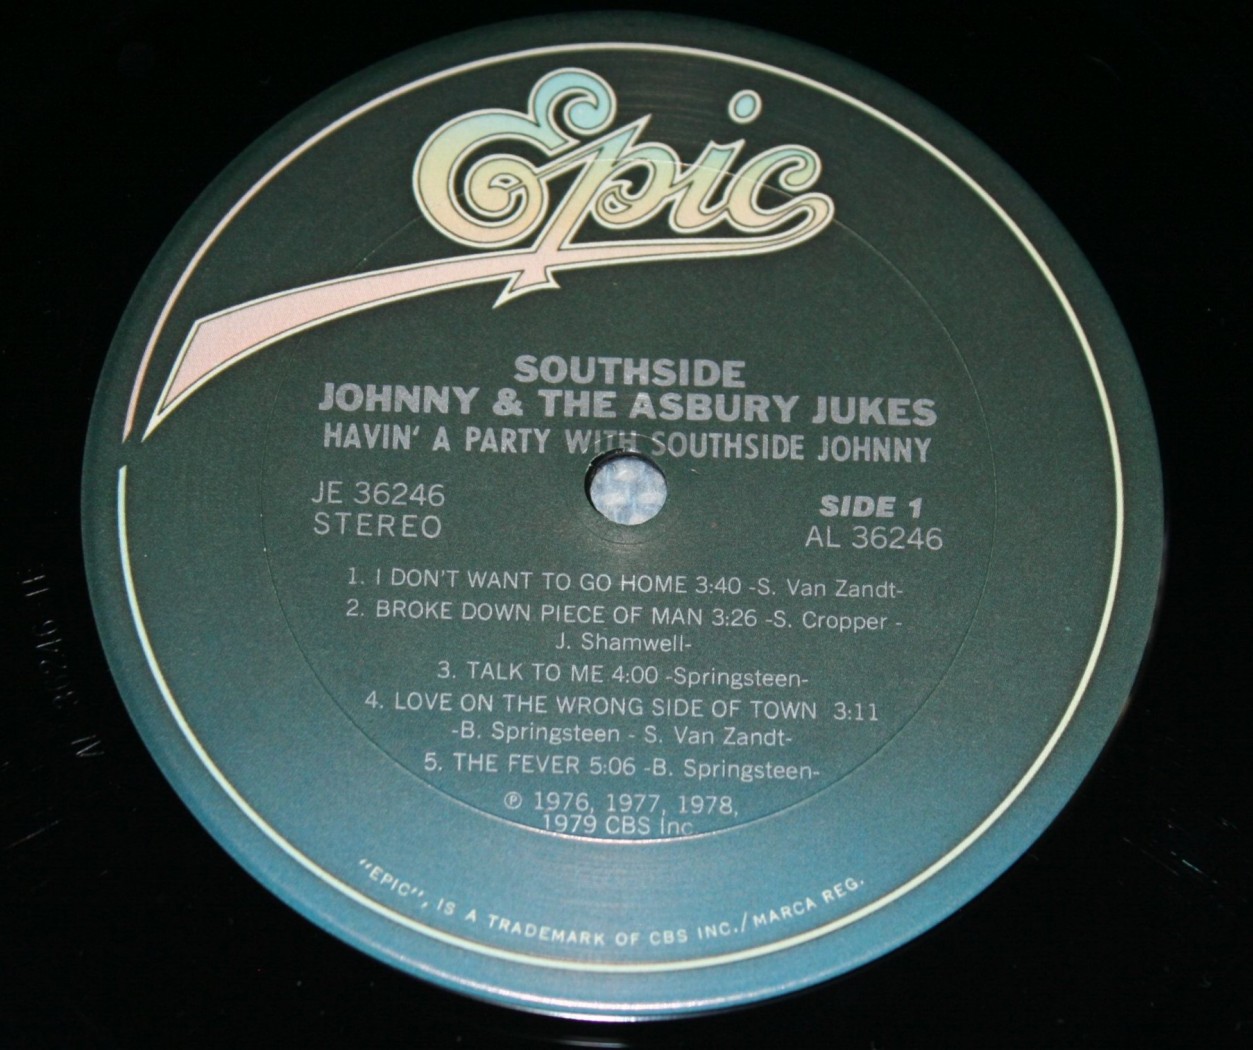 Epic
SOUTHSIDE
JOHNNY & THE ASBURY JUKES
HAVIN' A PARTY WITH SOUTHSIDE JOHNNY
JE 36246
STEREO
SIDE 1
AL 36246
1. I DON'T WANT TO GO HOME 3:40 -S. Van Zandt-
2. BROKE DOWN PIECE OF MAN 3:26 -S. Cropper -
J. Shamwell-
3. TALK TO ME 4:00 -Springsteen-
4. LOVE ON THE WRONG SIDE OF TOWN 3:11
-B. Springsteen - S. Van Zandt-
5. THE FEVER 5:06 -B. Springsteen-
℗ 1976, 1977, 1978,
1979 CBS Inc.
"EPIC", IS A TRADEMARK OF CBS INC./MARCA REG.